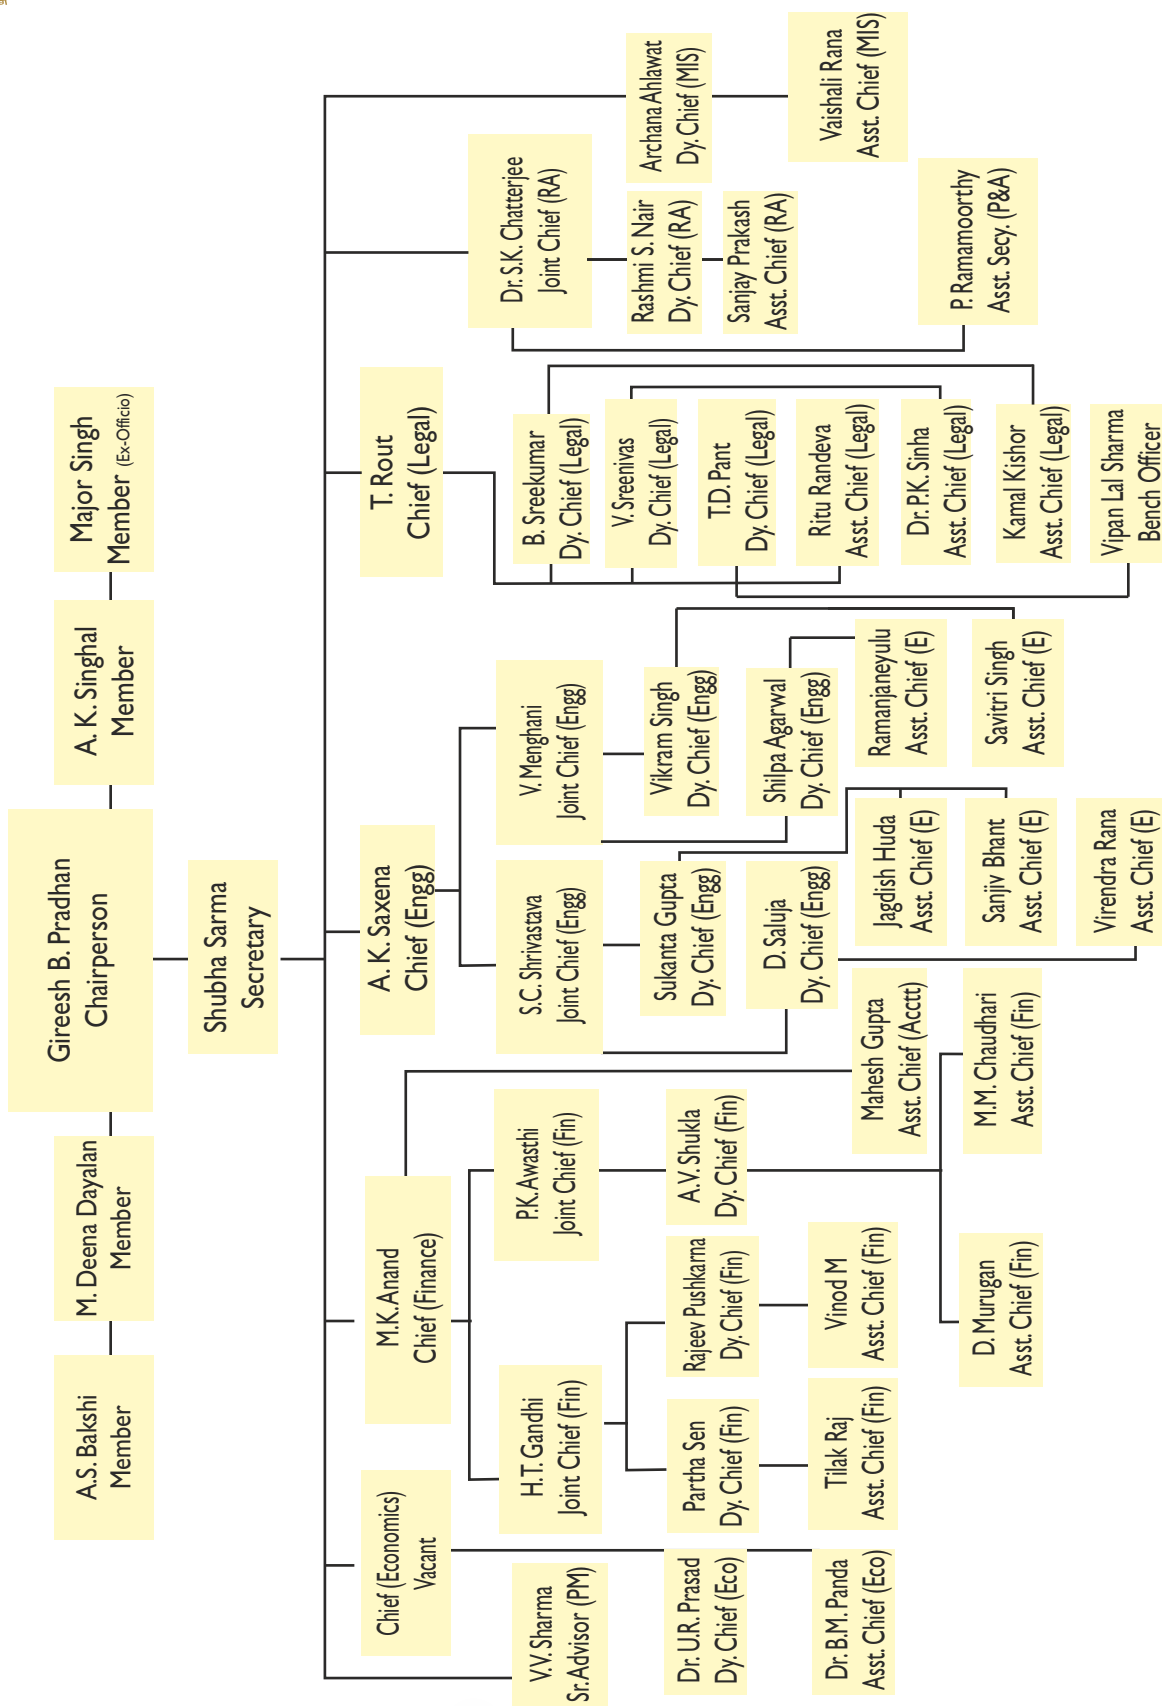 A.S. Bakshi
Member
M. Deena Dayalan
Member
Gireesh B. Pradhan
Chairperson
A. K. Singhal
Member
Major Singh
Member (Ex-Officio)
Shubha Sarma
Secretary
V.V. Sharma
Sr. Advisor (PM)
Chief (Economics)
Vacant
Dr. U.R. Prasad
Dy. Chief (Eco)
Dr. B.M. Panda
Asst. Chief (Eco)
M.K. Anand
Chief (Finance)
H.T. Gandhi
Joint Chief (Fin)
P.K. Awasthi
Joint Chief (Fin)
Partha Sen
Dy. Chief (Fin)
Rajeev Pushkarna
Dy. Chief (Fin)
A.V. Shukla
Dy. Chief (Fin)
Tilak Raj
Asst. Chief (Fin)
Vinod M
Asst. Chief (Fin)
Mahesh Gupta
Asst. Chief (Acctt)
D. Murugan
Asst. Chief (Fin)
M.M. Chaudhari
Asst. Chief (Fin)
A. K. Saxena
Chief (Engg)
S.C. Shrivastava
Joint Chief (Engg)
V. Menghani
Joint Chief (Engg)
Sukanta Gupta
Dy. Chief (Engg)
Vikram Singh
Dy. Chief (Engg)
D. Saluja
Dy. Chief (Engg)
Shilpa Agarwal
Dy. Chief (Engg)
Jagdish Huda
Asst. Chief (E)
Ramanjaneyulu
Asst. Chief (E)
Sanjiv Bhant
Asst. Chief (E)
Savitri Singh
Asst. Chief (E)
Virendra Rana
Asst. Chief (E)
T. Rout
Chief (Legal)
B. Sreekumar
Dy. Chief (Legal)
V. Sreenivas
Dy. Chief (Legal)
T.D. Pant
Dy. Chief (Legal)
Ritu Randeva
Asst. Chief (Legal)
Dr. P.K. Sinha
Asst. Chief (Legal)
Kamal Kishor
Asst. Chief (Legal)
Vipan Lal Sharma
Bench Officer
Dr. S.K. Chatterjee
Joint Chief (RA)
Rashmi S. Nair
Dy. Chief (RA)
Sanjay Prakash
Asst. Chief (RA)
P. Ramamoorthy
Asst. Secy. (P&A)
Archana Ahlawat
Dy. Chief (MIS)
Vaishali Rana
Asst. Chief (MIS)